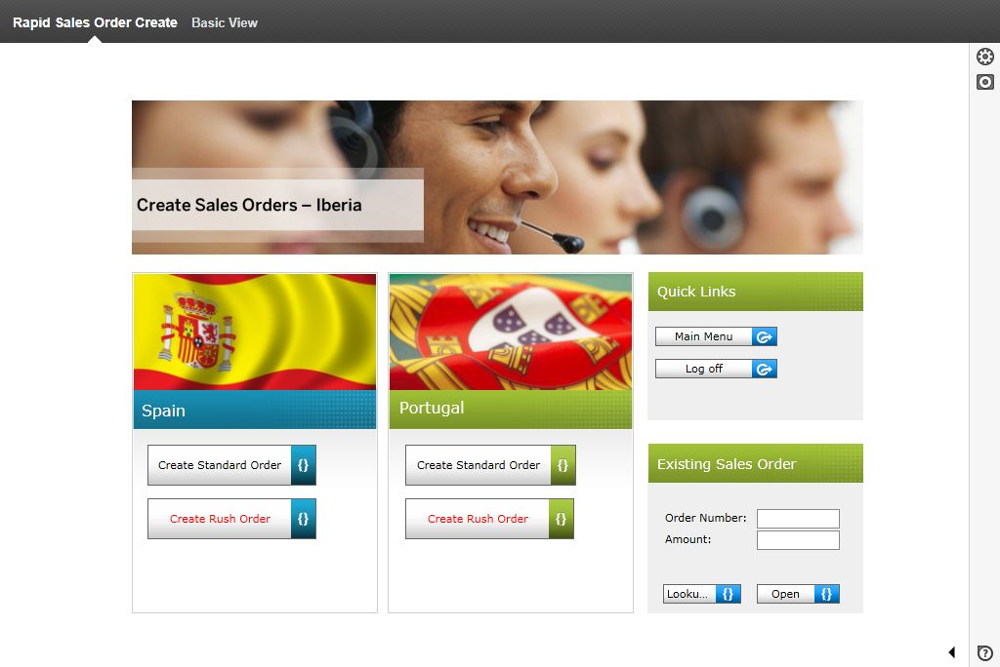 Rapid Sales Order Create Basic View
Create Sales Orders – Iberia
Spain
Create Standard Order {}
Create Rush Order {}
Portugal
Create Standard Order {}
Create Rush Order {}
Quick Links
Main Menu
Log off
Existing Sales Order
Order Number:
Amount:
Looku... {} Open {}
?